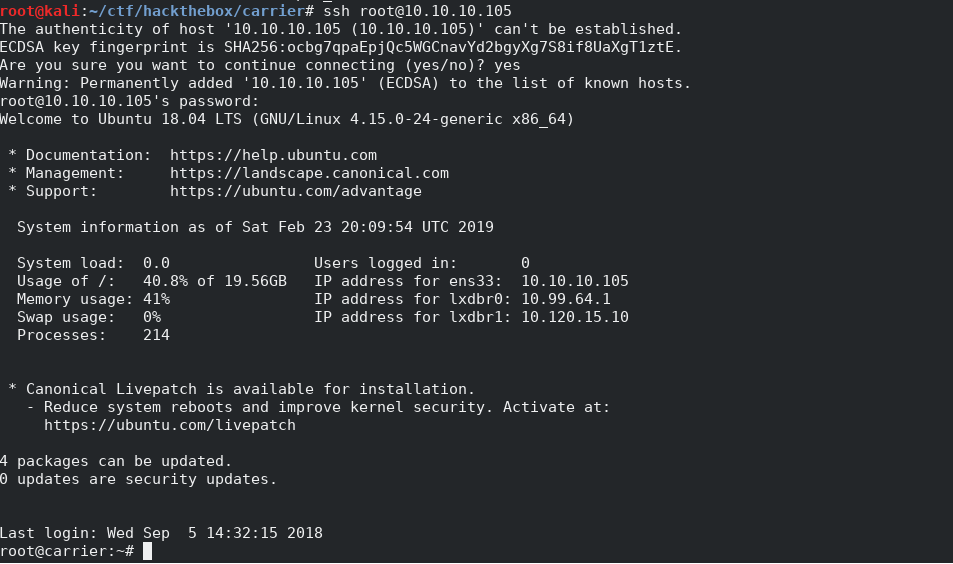 root@kali:~/ctf/hackthebox/carrier# ssh root@10.10.10.105
The authenticity of host '10.10.10.105 (10.10.10.105)' can't be established.
ECDSA key fingerprint is SHA256:ocbg7qpaEpjQc5WGCnavYd2bgyXg7S8if8UaXgT1ztE.
Are you sure you want to continue connecting (yes/no)? yes
Warning: Permanently added '10.10.10.105' (ECDSA) to the list of known hosts.
root@10.10.10.105's password:
Welcome to Ubuntu 18.04 LTS (GNU/Linux 4.15.0-24-generic x86_64)

 * Documentation:  https://help.ubuntu.com
 * Management:     https://landscape.canonical.com
 * Support:        https://ubuntu.com/advantage

  System information as of Sat Feb 23 20:09:54 UTC 2019

  System load:  0.0                Users logged in:       0
  Usage of /:   40.8% of 19.56GB   IP address for ens33:  10.10.10.105
  Memory usage: 41%                IP address for lxdbr0: 10.99.64.1
  Swap usage:   0%                 IP address for lxdbr1: 10.120.15.10
  Processes:    214


 * Canonical Livepatch is available for installation.
   - Reduce system reboots and improve kernel security. Activate at:
     https://ubuntu.com/livepatch

4 packages can be updated.
0 updates are security updates.


Last login: Wed Sep  5 14:32:15 2018
root@carrier:~#